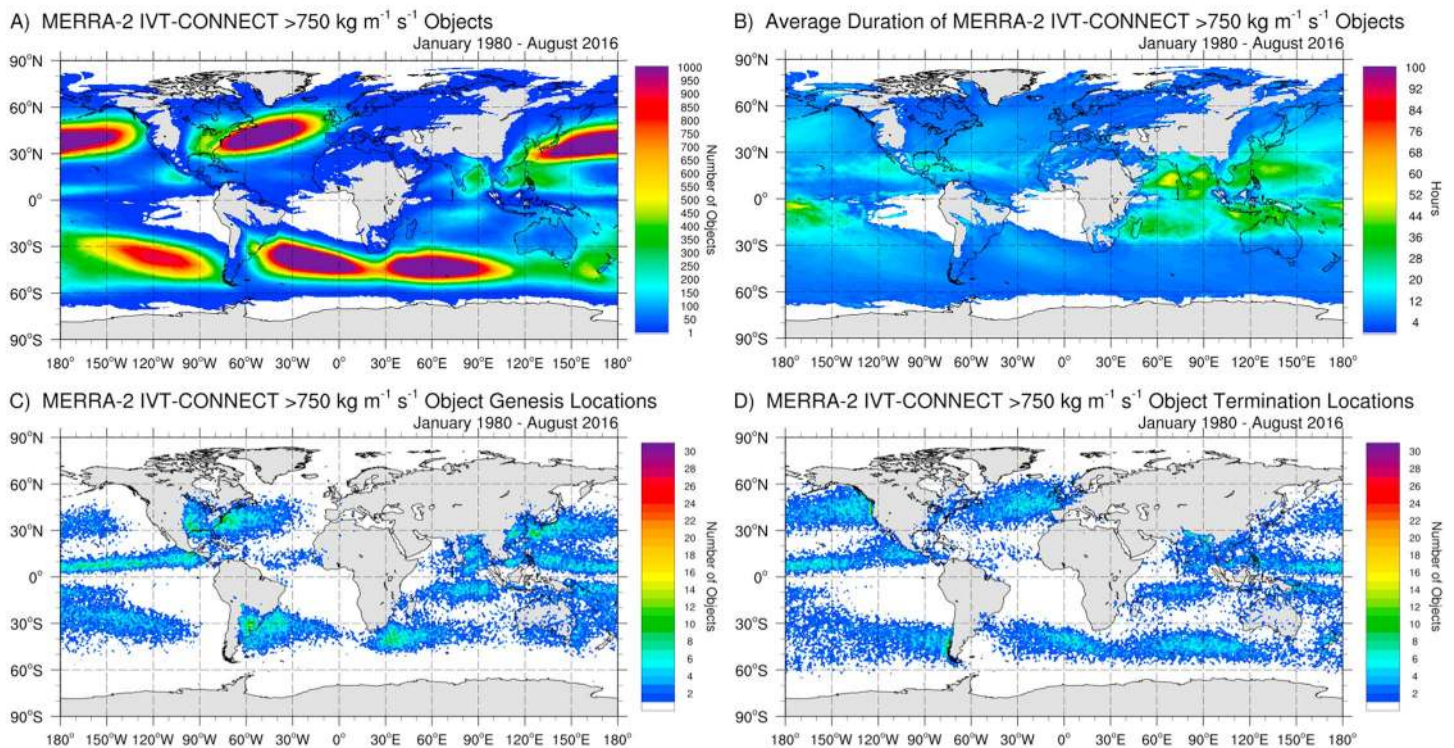 A) MERRA-2 IVT-CONNECT >750 kg m⁻¹ s⁻¹ Objects
January 1980 - August 2016
90°N
60°N
30°N
0°
30°S
60°S
90°S
180° 150°W 120°W 90°W 60°W 30°W 0° 30°E 60°E 90°E 120°E 150°E 180°
1000
950
900
850
800
750
700
650
600
550
500
450
400
350
300
250
200
150
100
50
1
Number of Objects
B) Average Duration of MERRA-2 IVT-CONNECT >750 kg m⁻¹ s⁻¹ Objects
January 1980 - August 2016
90°N
60°N
30°N
0°
30°S
60°S
90°S
180° 150°W 120°W 90°W 60°W 30°W 0° 30°E 60°E 90°E 120°E 150°E 180°
100
92
84
76
68
60
52
44
36
28
20
12
4
Hours
C) MERRA-2 IVT-CONNECT >750 kg m⁻¹ s⁻¹ Object Genesis Locations
January 1980 - August 2016
90°N
60°N
30°N
0°
30°S
60°S
90°S
180° 150°W 120°W 90°W 60°W 30°W 0° 30°E 60°E 90°E 120°E 150°E 180°
30
28
26
24
22
20
18
16
14
12
10
8
6
4
2
Number of Objects
D) MERRA-2 IVT-CONNECT >750 kg m⁻¹ s⁻¹ Object Termination Locations
January 1980 - August 2016
90°N
60°N
30°N
0°
30°S
60°S
90°S
180° 150°W 120°W 90°W 60°W 30°W 0° 30°E 60°E 90°E 120°E 150°E 180°
30
28
26
24
22
20
18
16
14
12
10
8
6
4
2
Number of Objects